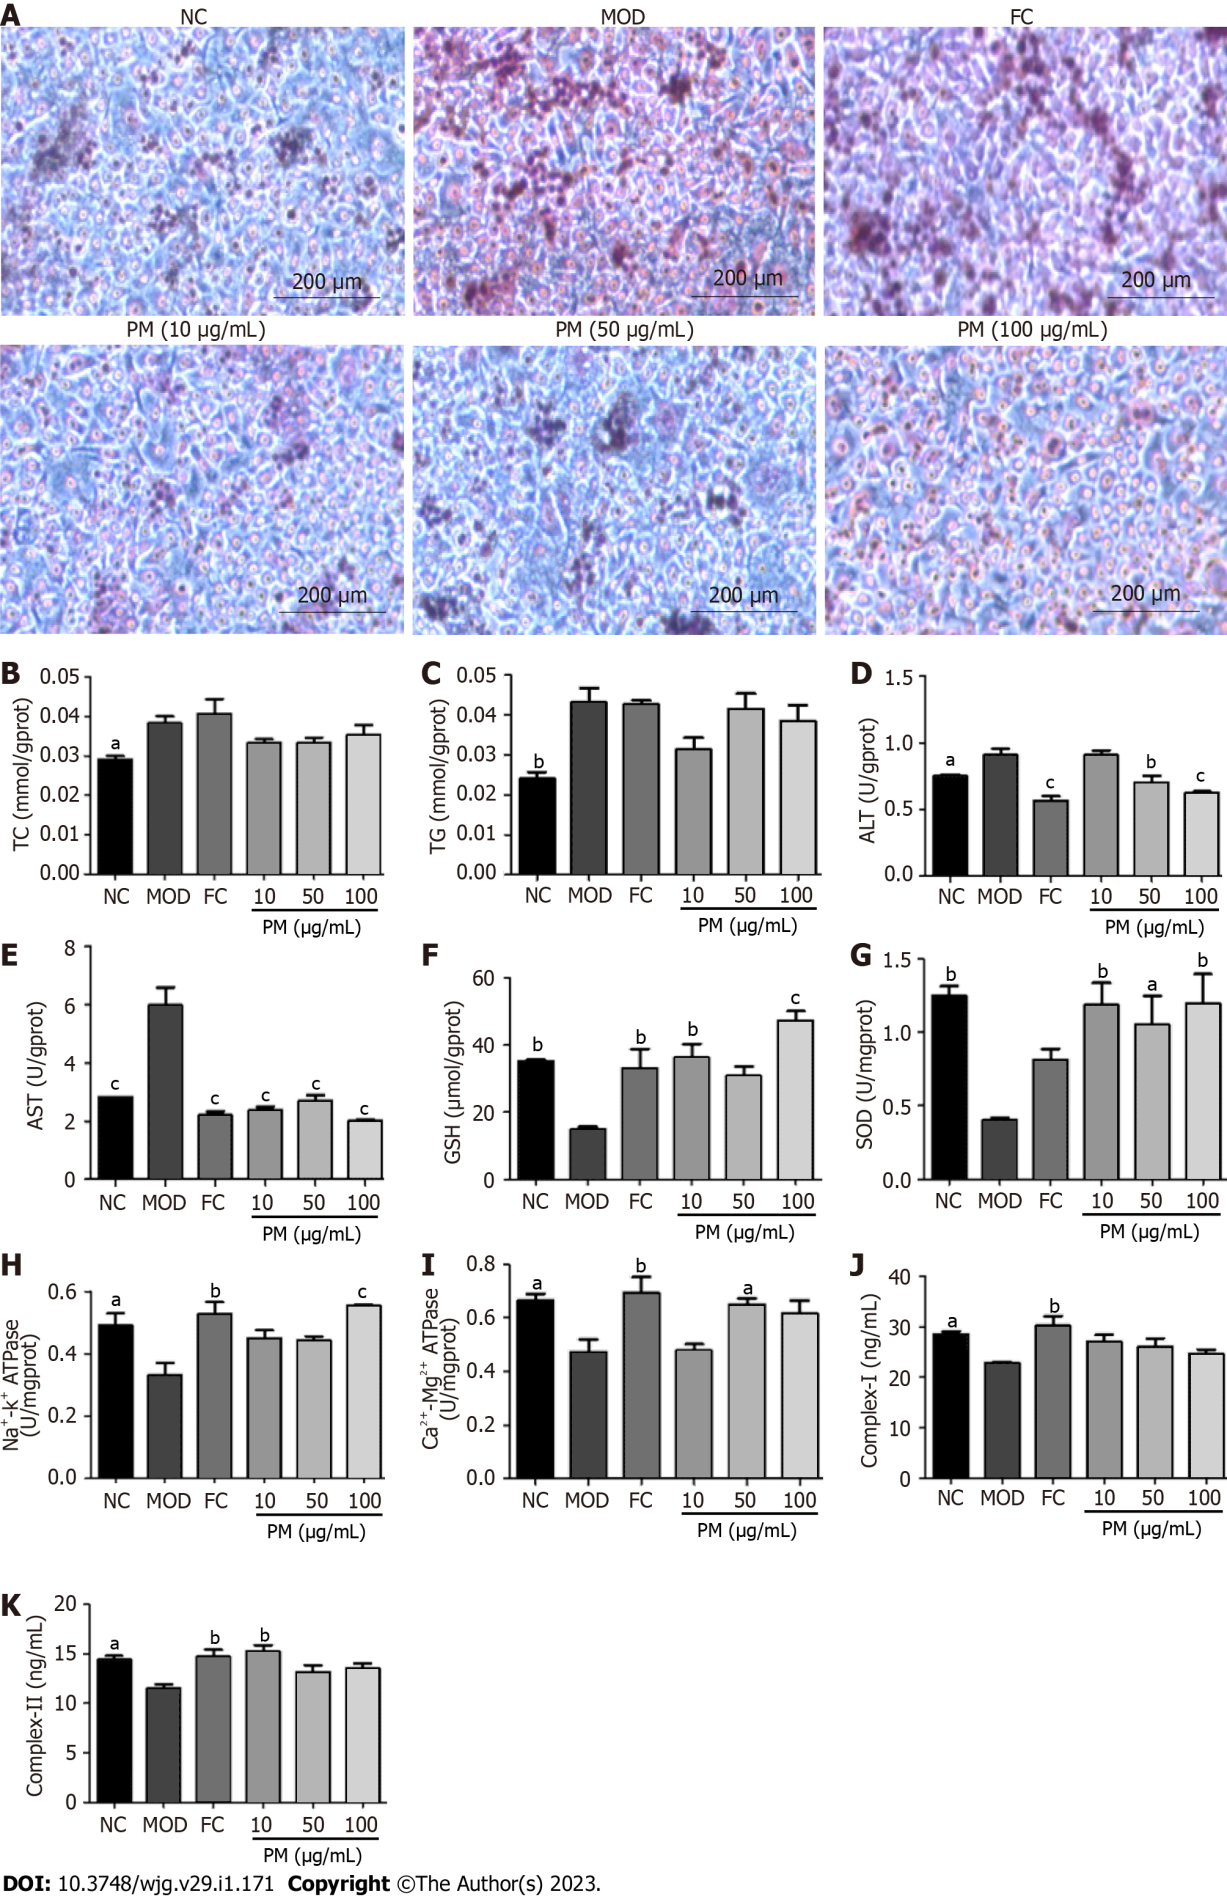 A
NC
MOD
FC
200 µm
200 µm
200 µm
PM (10 µg/mL)
PM (50 µg/mL)
PM (100 µg/mL)
200 µm
200 µm
200 µm
B
TC (mmol/gprot)
0.05
0.04
0.03
0.02
0.01
0.00
a
NC MOD FC 10 50 100
PM (µg/mL)
C
TG (mmol/gprot)
0.05
0.04
0.03
0.02
0.01
0.00
b
NC MOD FC 10 50 100
PM (µg/mL)
D
ALT (U/gprot)
1.5
1.0
0.5
0.0
a c b c
NC MOD FC 10 50 100
PM (µg/mL)
E
AST (U/gprot)
8
6
4
2
0
c c c c c
NC MOD FC 10 50 100
PM (µg/mL)
F
GSH (µmol/gprot)
60
40
20
0
b b b c
NC MOD FC 10 50 100
PM (µg/mL)
G
SOD (U/mgprot)
1.5
1.0
0.5
0.0
b b a b
NC MOD FC 10 50 100
PM (µg/mL)
H
Na⁺-k⁺ ATPase
(U/mgprot)
0.6
0.4
0.2
0.0
a b c
NC MOD FC 10 50 100
PM (µg/mL)
I
Ca²⁺-Mg²⁺ ATPase
(U/mgprot)
0.8
0.6
0.4
0.2
0.0
a b a
NC MOD FC 10 50 100
PM (µg/mL)
J
Complex-I (ng/mL)
40
30
20
10
0
a b
NC MOD FC 10 50 100
PM (µg/mL)
K
Complex-II (ng/mL)
20
15
10
5
0
a b b
NC MOD FC 10 50 100
PM (µg/mL)
DOI: 10.3748/wjg.v29.i1.171 Copyright ©The Author(s) 2023.